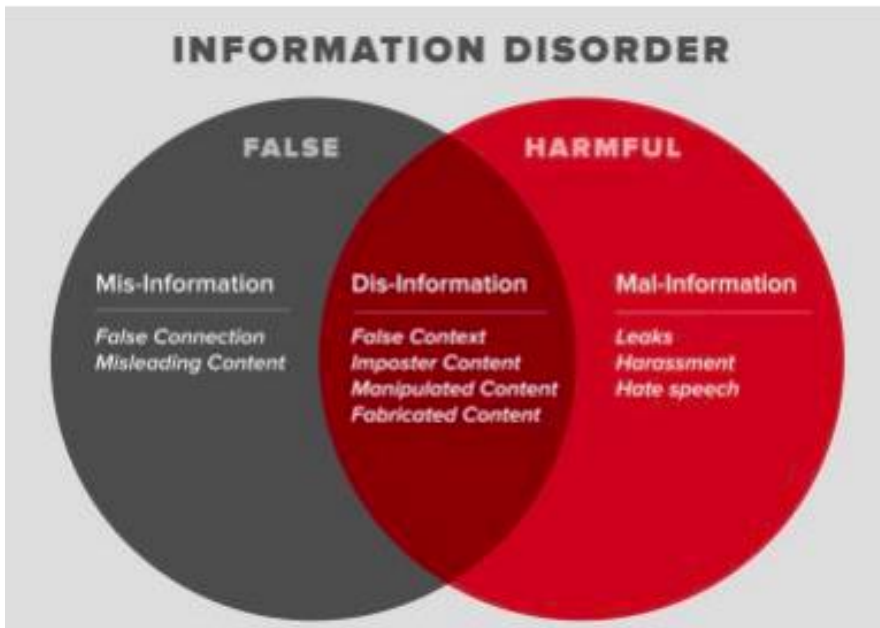 INFORMATION DISORDER
FALSE
HARMFUL
Mis-Information
False Connection
Misleading Content
Dis-Information
False Context
Imposter Content
Manipulated Content
Fabricated Content
Mal-Information
Leaks
Harassment
Hate speech